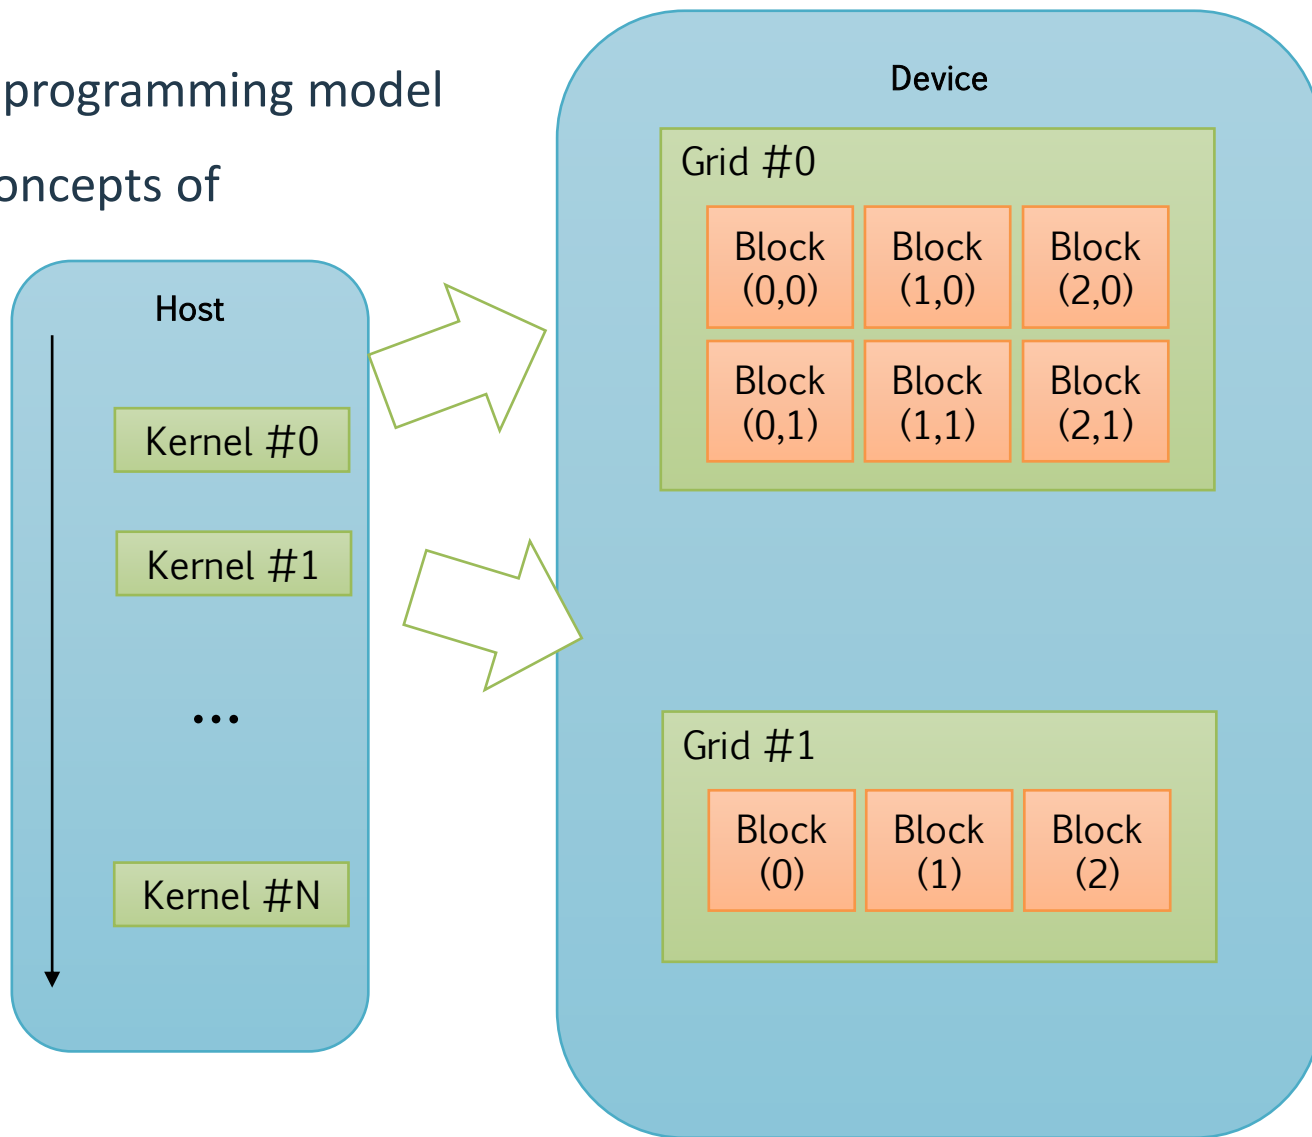 programming model
oncepts of
Host
Kernel #0
Kernel #1
...
Kernel #N
Device
Grid #0
Block Block Block
(0,0) (1,0) (2,0)
Block Block Block
(0,1) (1,1) (2,1)
Grid #1
Block Block Block
(0) (1) (2)